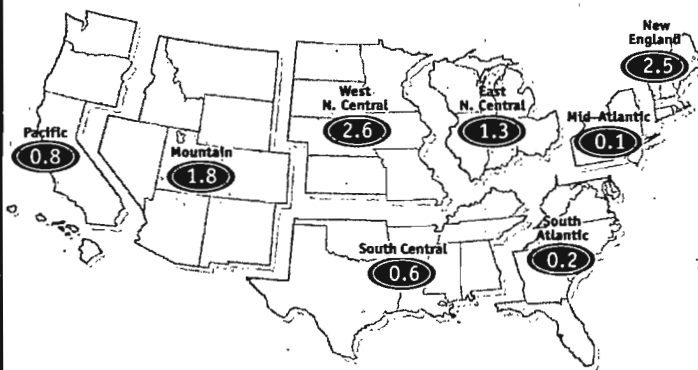 New
England
2.5
West
N. Central
2.6
East
N. Central
1.3
Mid-Atlantic
0.1
Pacific
0.8
Mountain
1.8
South
Atlantic
0.2
South Central
0.6